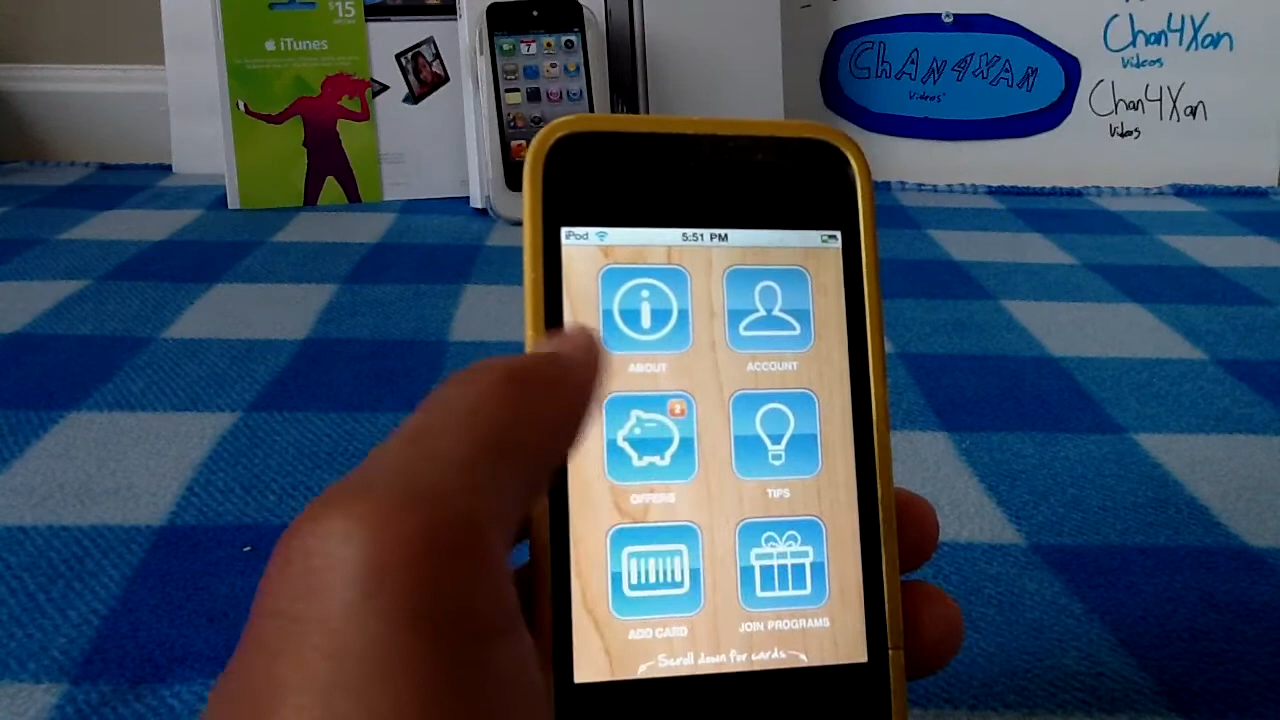 $15
iTunes
CHAN4XAN
Videos
Chan4Xan
Videos
Chan4Xan
Videos
iPod 5:51 PM
ABOUT ACCOUNT
2
OFFERS TIPS
ADD CARD JOIN PROGRAMS
Scroll down for cards